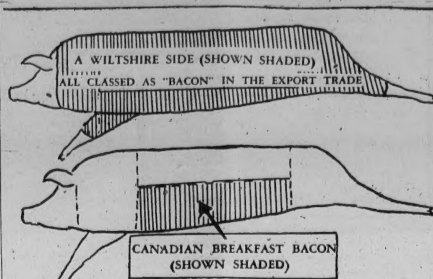 A WILTSHIRE SIDE (SHOWN SHADED)
ALL CLASSED AS "BACON" IN THE EXPORT TRADE
CANADIAN BREAKFAST BACON
(SHOWN SHADED)